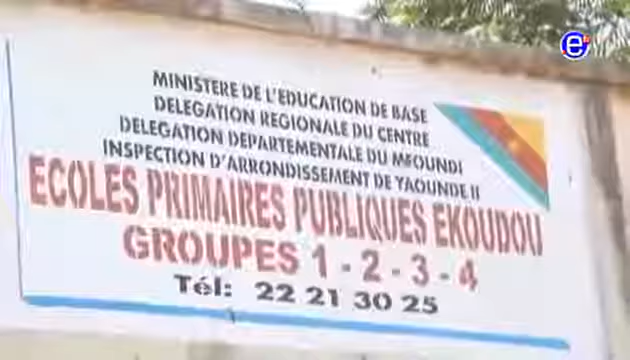 MINISTERE DE L'EDUCATION DE BASE
DELEGATION REGIONALE DU CENTRE
DELEGATION DEPARTEMENTALE DU MFOUNDI
INSPECTION D'ARRONDISSEMENT DE YAOUNDE II
ECOLES PRIMAIRES PUBLIQUES EKOUDOU
GROUPES 1 - 2 - 3 - 4
Tél: 22 21 30 25